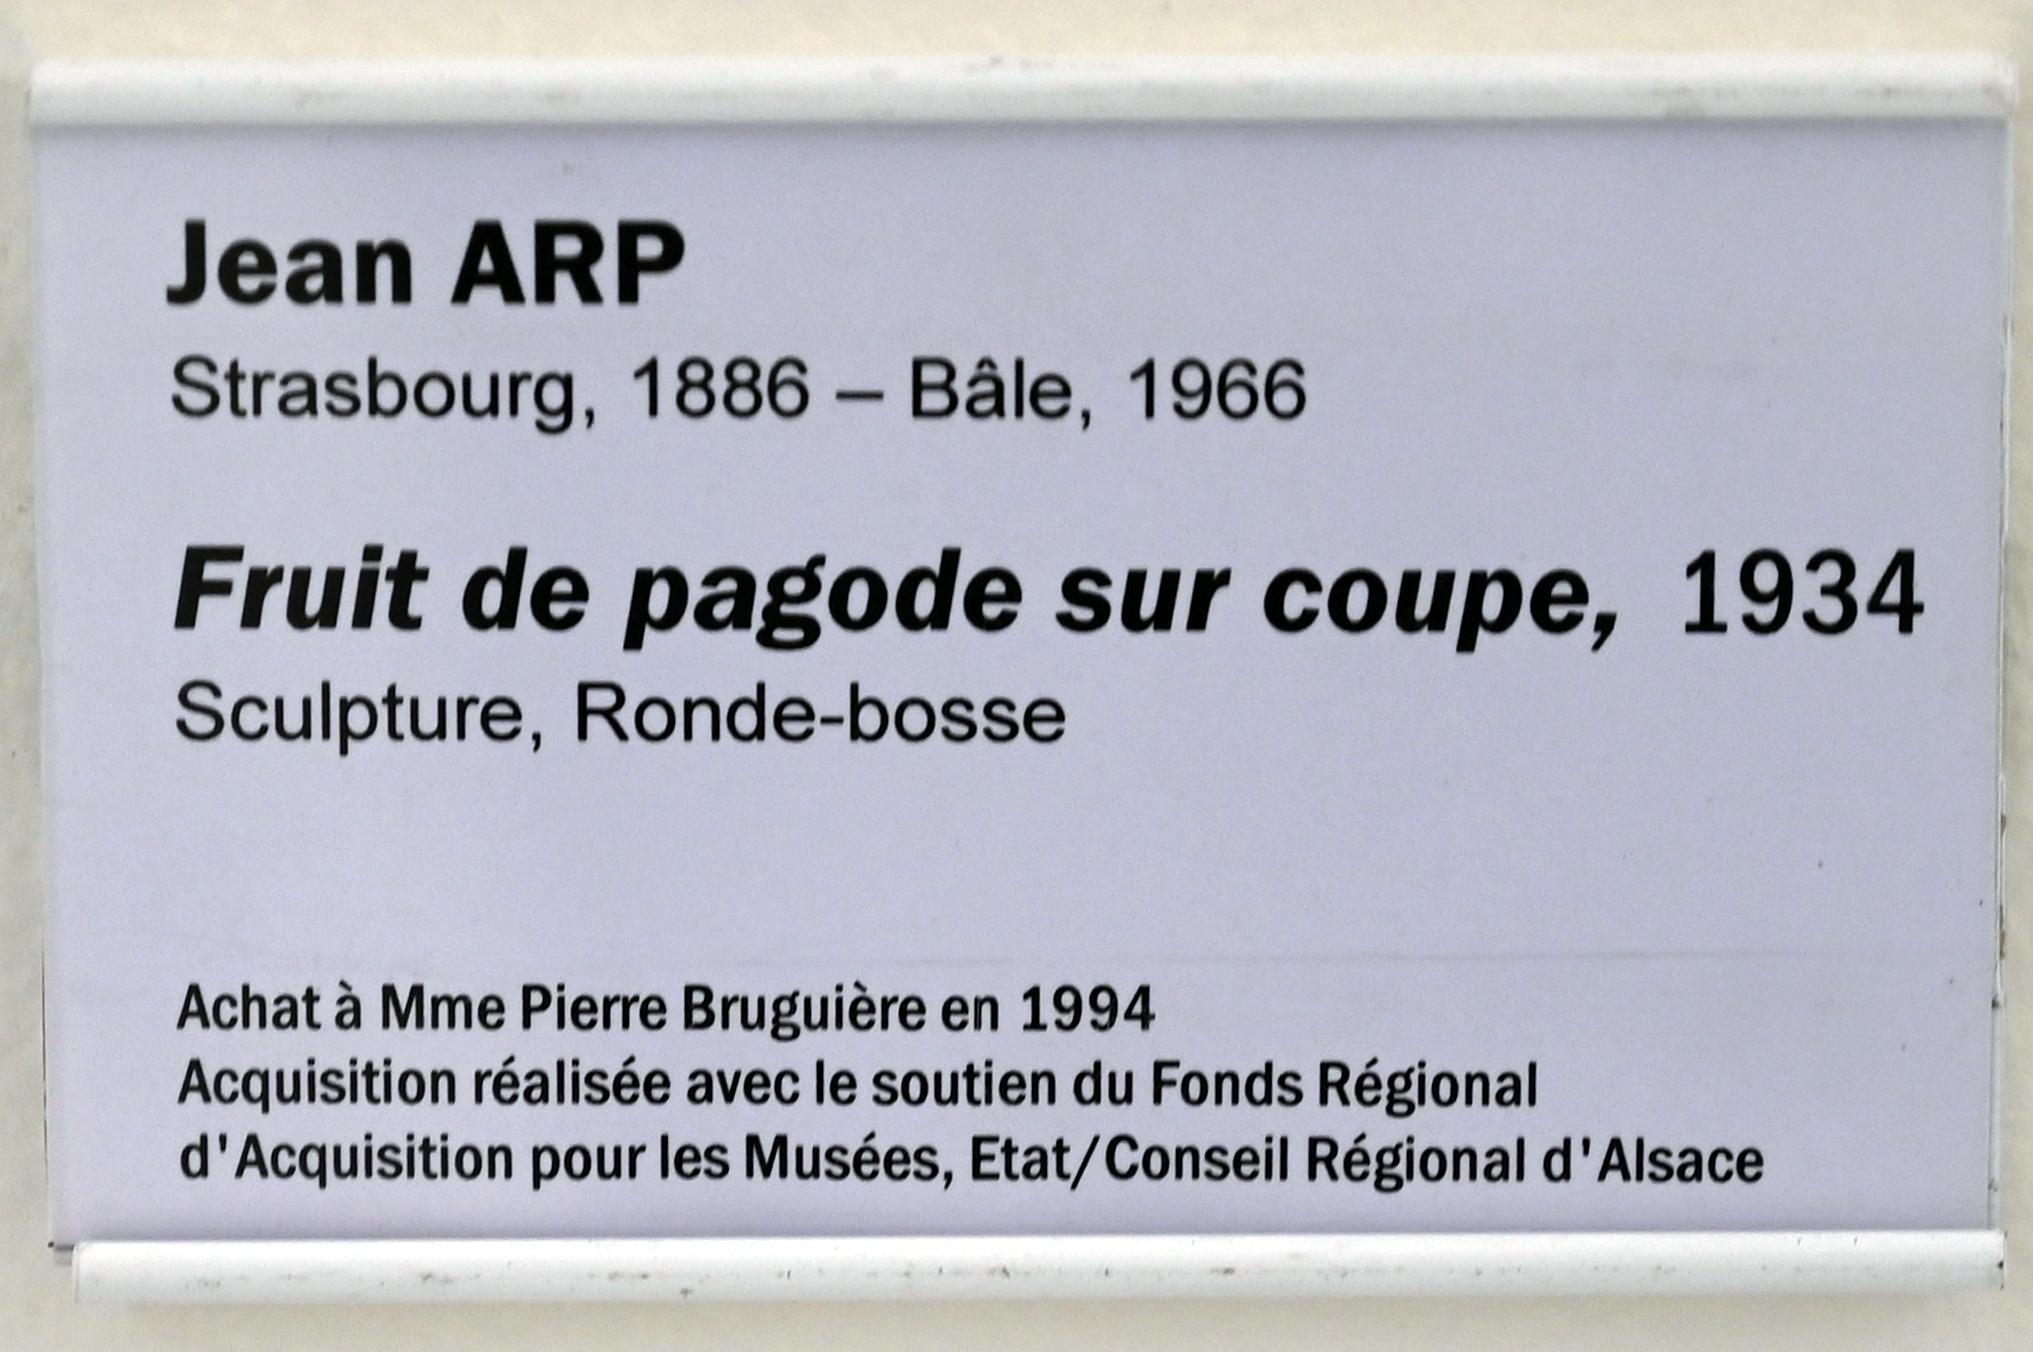 Jean ARP
Strasbourg, 1886 – Bâle, 1966
Fruit de pagode sur coupe, 1934
Sculpture, Ronde-bosse
Achat à Mme Pierre Bruguière en 1994
Acquisition réalisée avec le soutien du Fonds Régional
d'Acquisition pour les Musées, Etat/Conseil Régional d'Alsace